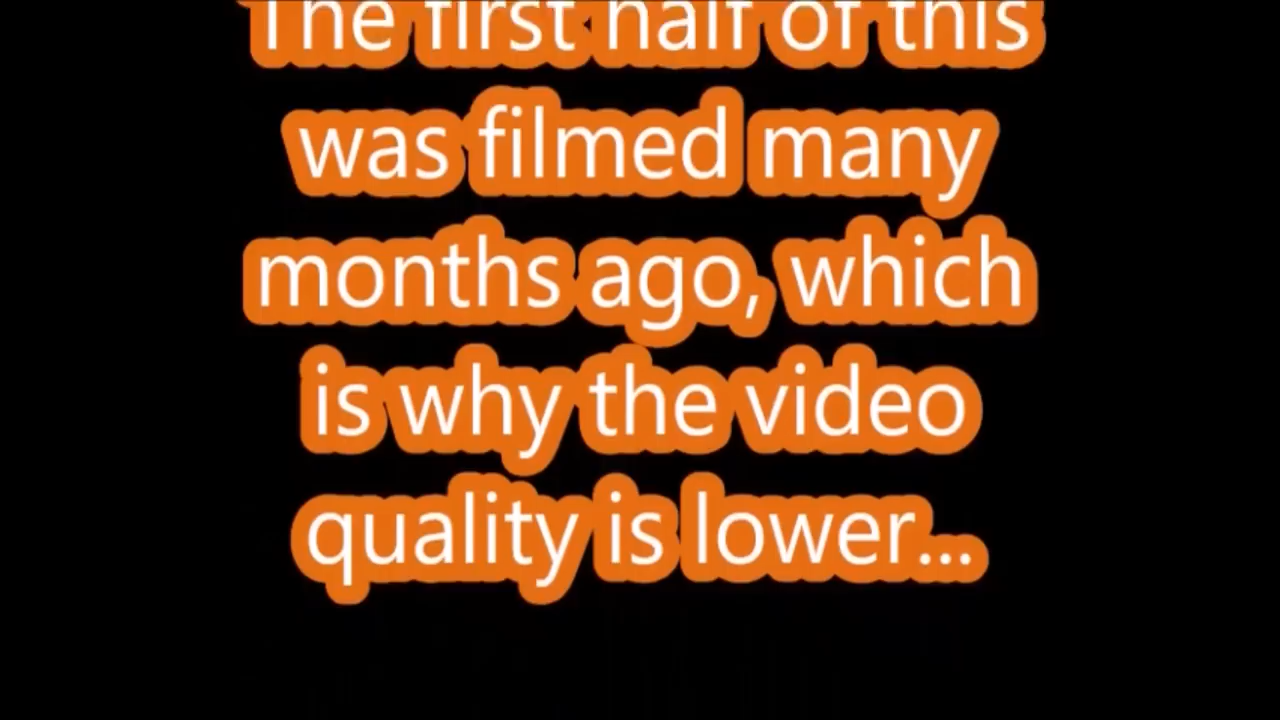 The first half of this
was filmed many
months ago, which
is why the video
quality is lower...